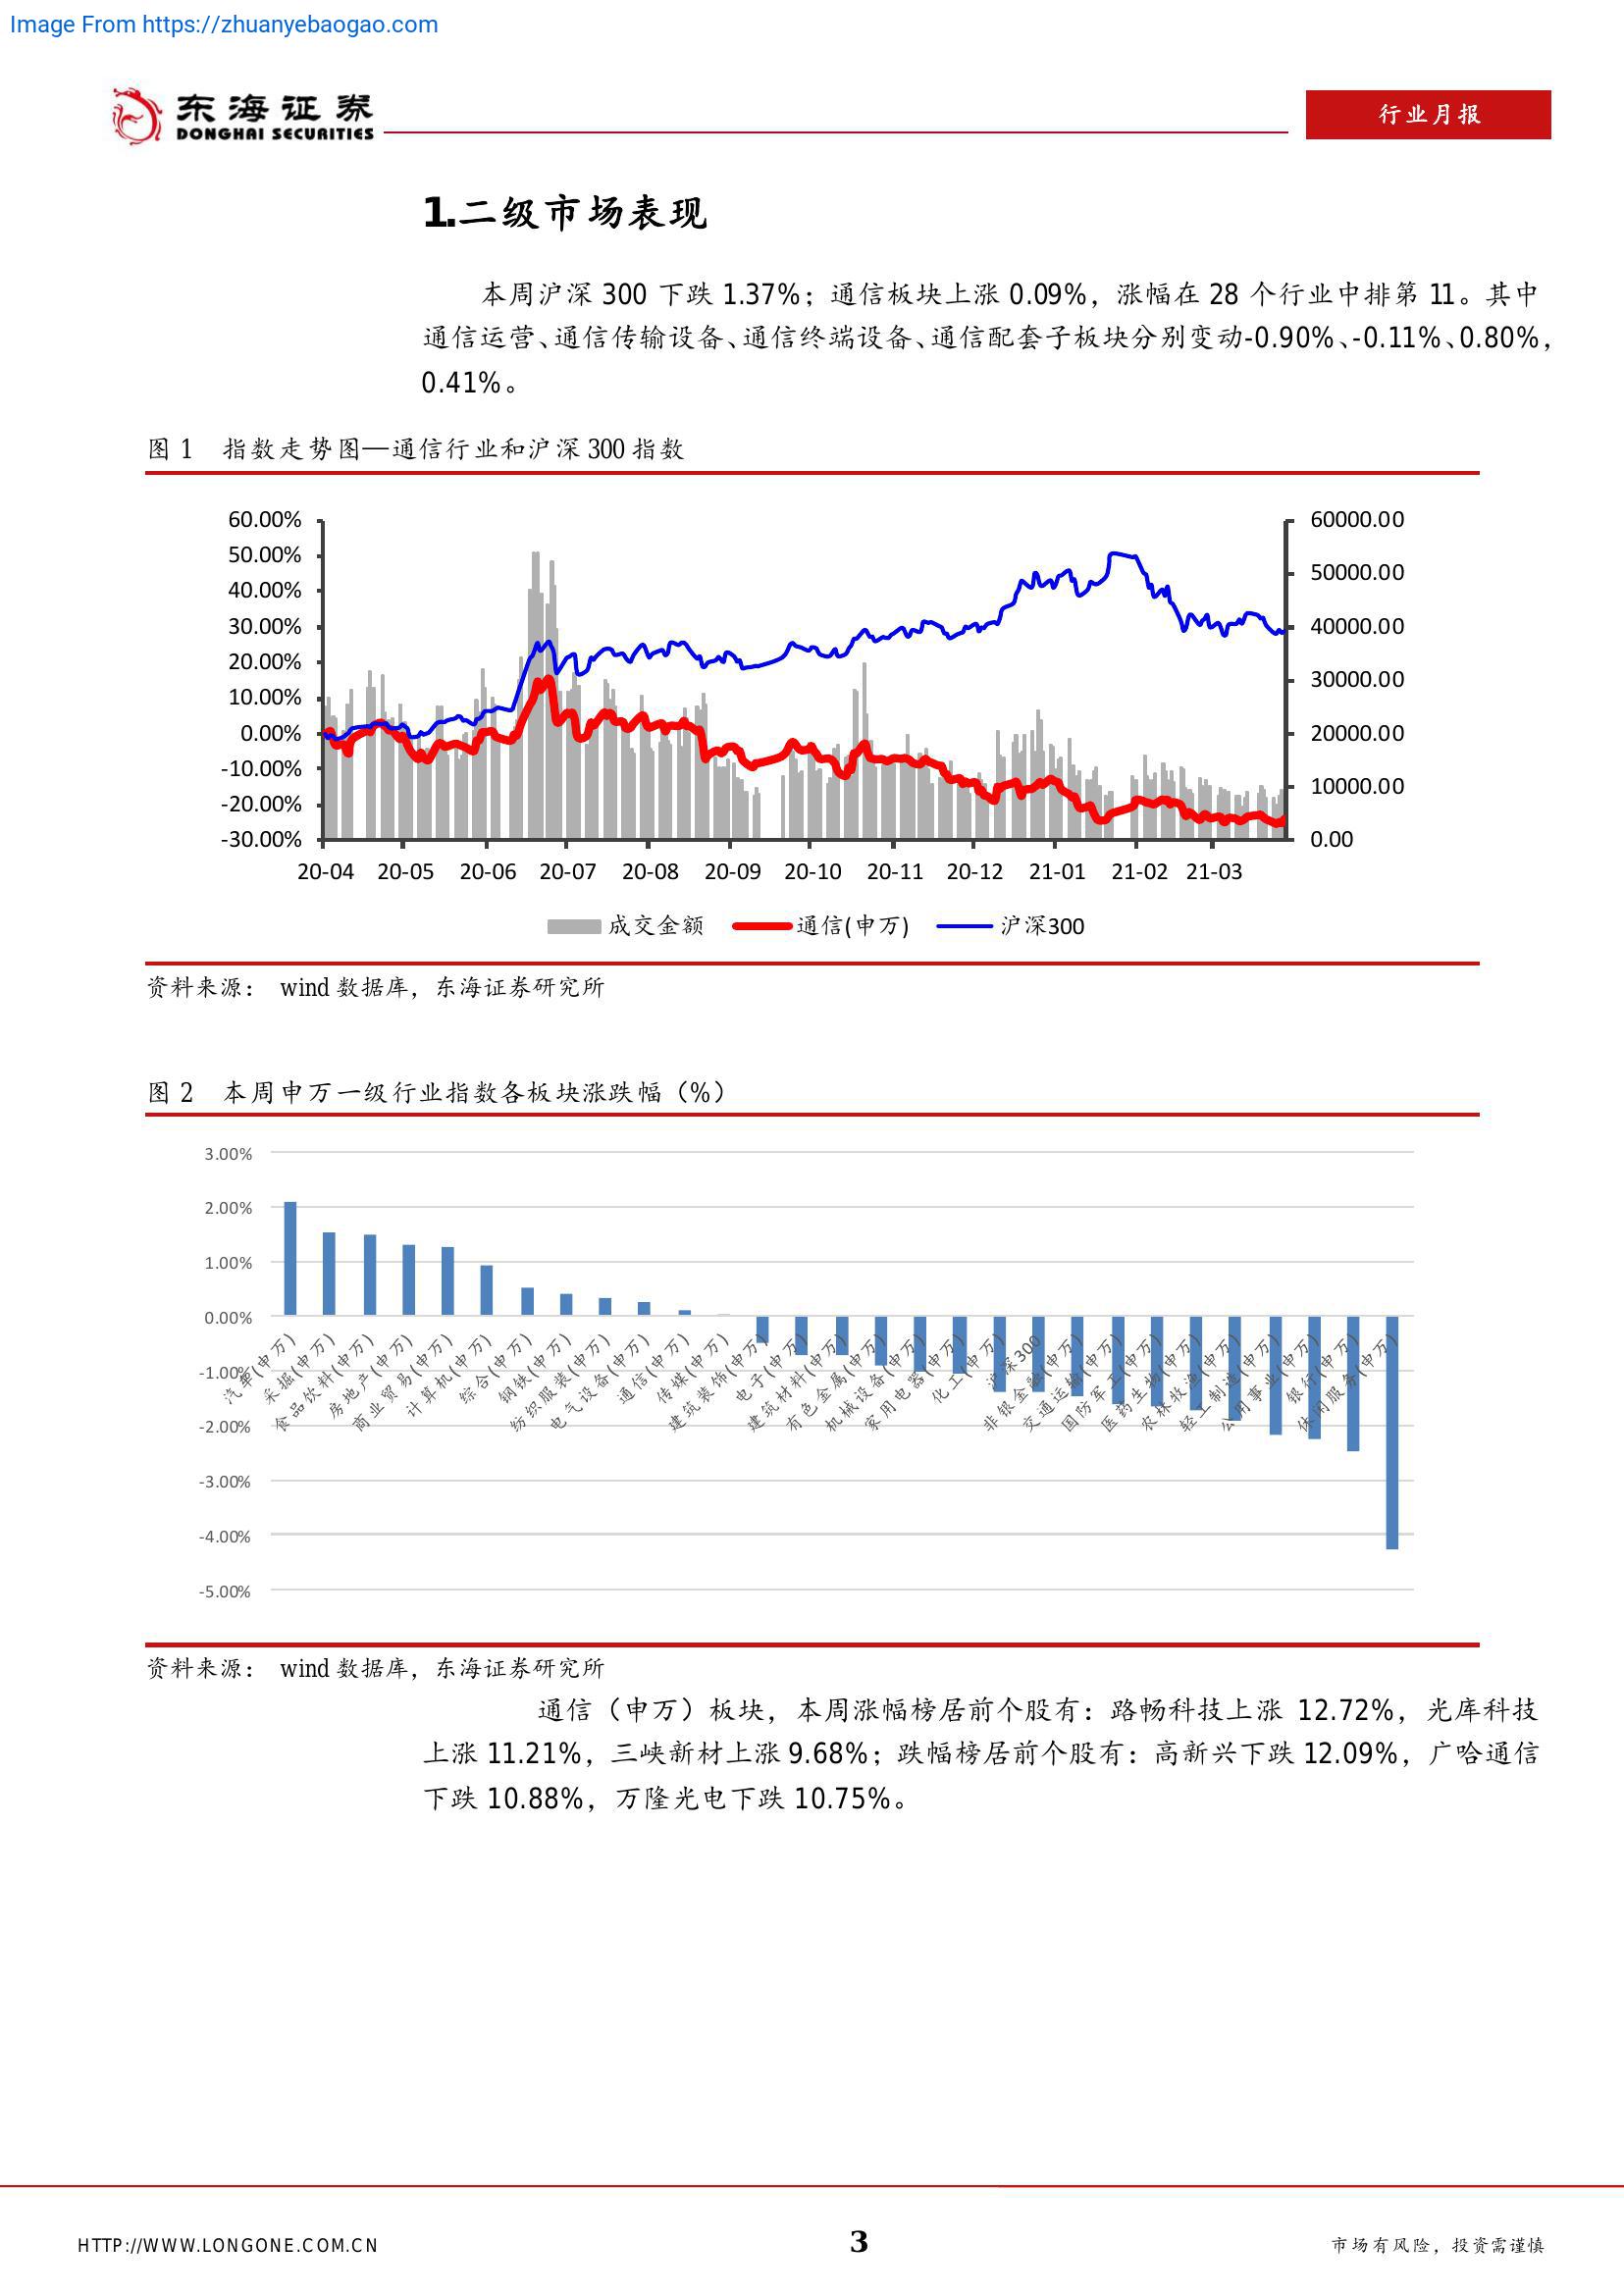 Image From https://zhuanyebaogao.com
东海证券
DONGHAI SECURITIES
行业月报
1.二级市场表现
本周沪深 300 下跌 1.37%；通信板块上涨 0.09%，涨幅在 28 个行业中排第 11。其中
通信运营、通信传输设备、通信终端设备、通信配套子板块分别变动-0.90%、-0.11%、0.80%，
0.41%。
图 1 指数走势图—通信行业和沪深 300 指数
60.00%
50.00%
40.00%
30.00%
20.00%
10.00%
0.00%
-10.00%
-20.00%
-30.00%
60000.00
50000.00
40000.00
30000.00
20000.00
10000.00
0.00
20-04 20-05 20-06 20-07 20-08 20-09 20-10 20-11 20-12 21-01 21-02 21-03
成交金额 通信(申万) 沪深300
资料来源： wind 数据库，东海证券研究所
图 2 本周申万一级行业指数各板块涨跌幅（%）
3.00%
2.00%
1.00%
0.00%
-1.00%
-2.00%
-3.00%
-4.00%
-5.00%
汽车(申万)
采掘(申万)
食品饮料(申万)
房地产(申万)
商业贸易(申万)
计算机(申万)
综合(申万)
钢铁(申万)
纺织服装(申万)
电气设备(申万)
通信(申万)
传媒(申万)
建筑装饰(申万)
电子(申万)
建筑材料(申万)
有色金属(申万)
机械设备(申万)
家用电器(申万)
化工(申万)
沪深300
非银金融(申万)
交通运输(申万)
国防军工(申万)
医药生物(申万)
农林牧渔(申万)
轻工制造(申万)
公用事业(申万)
银行(申万)
休闲服务(申万)
资料来源： wind 数据库，东海证券研究所
通信（申万）板块，本周涨幅榜居前个股有：路畅科技上涨 12.72%，光库科技
上涨 11.21%，三峡新材上涨 9.68%；跌幅榜居前个股有：高新兴下跌 12.09%，广哈通信
下跌 10.88%，万隆光电下跌 10.75%。
HTTP://WWW.LONGONE.COM.CN
3
市场有风险，投资需谨慎